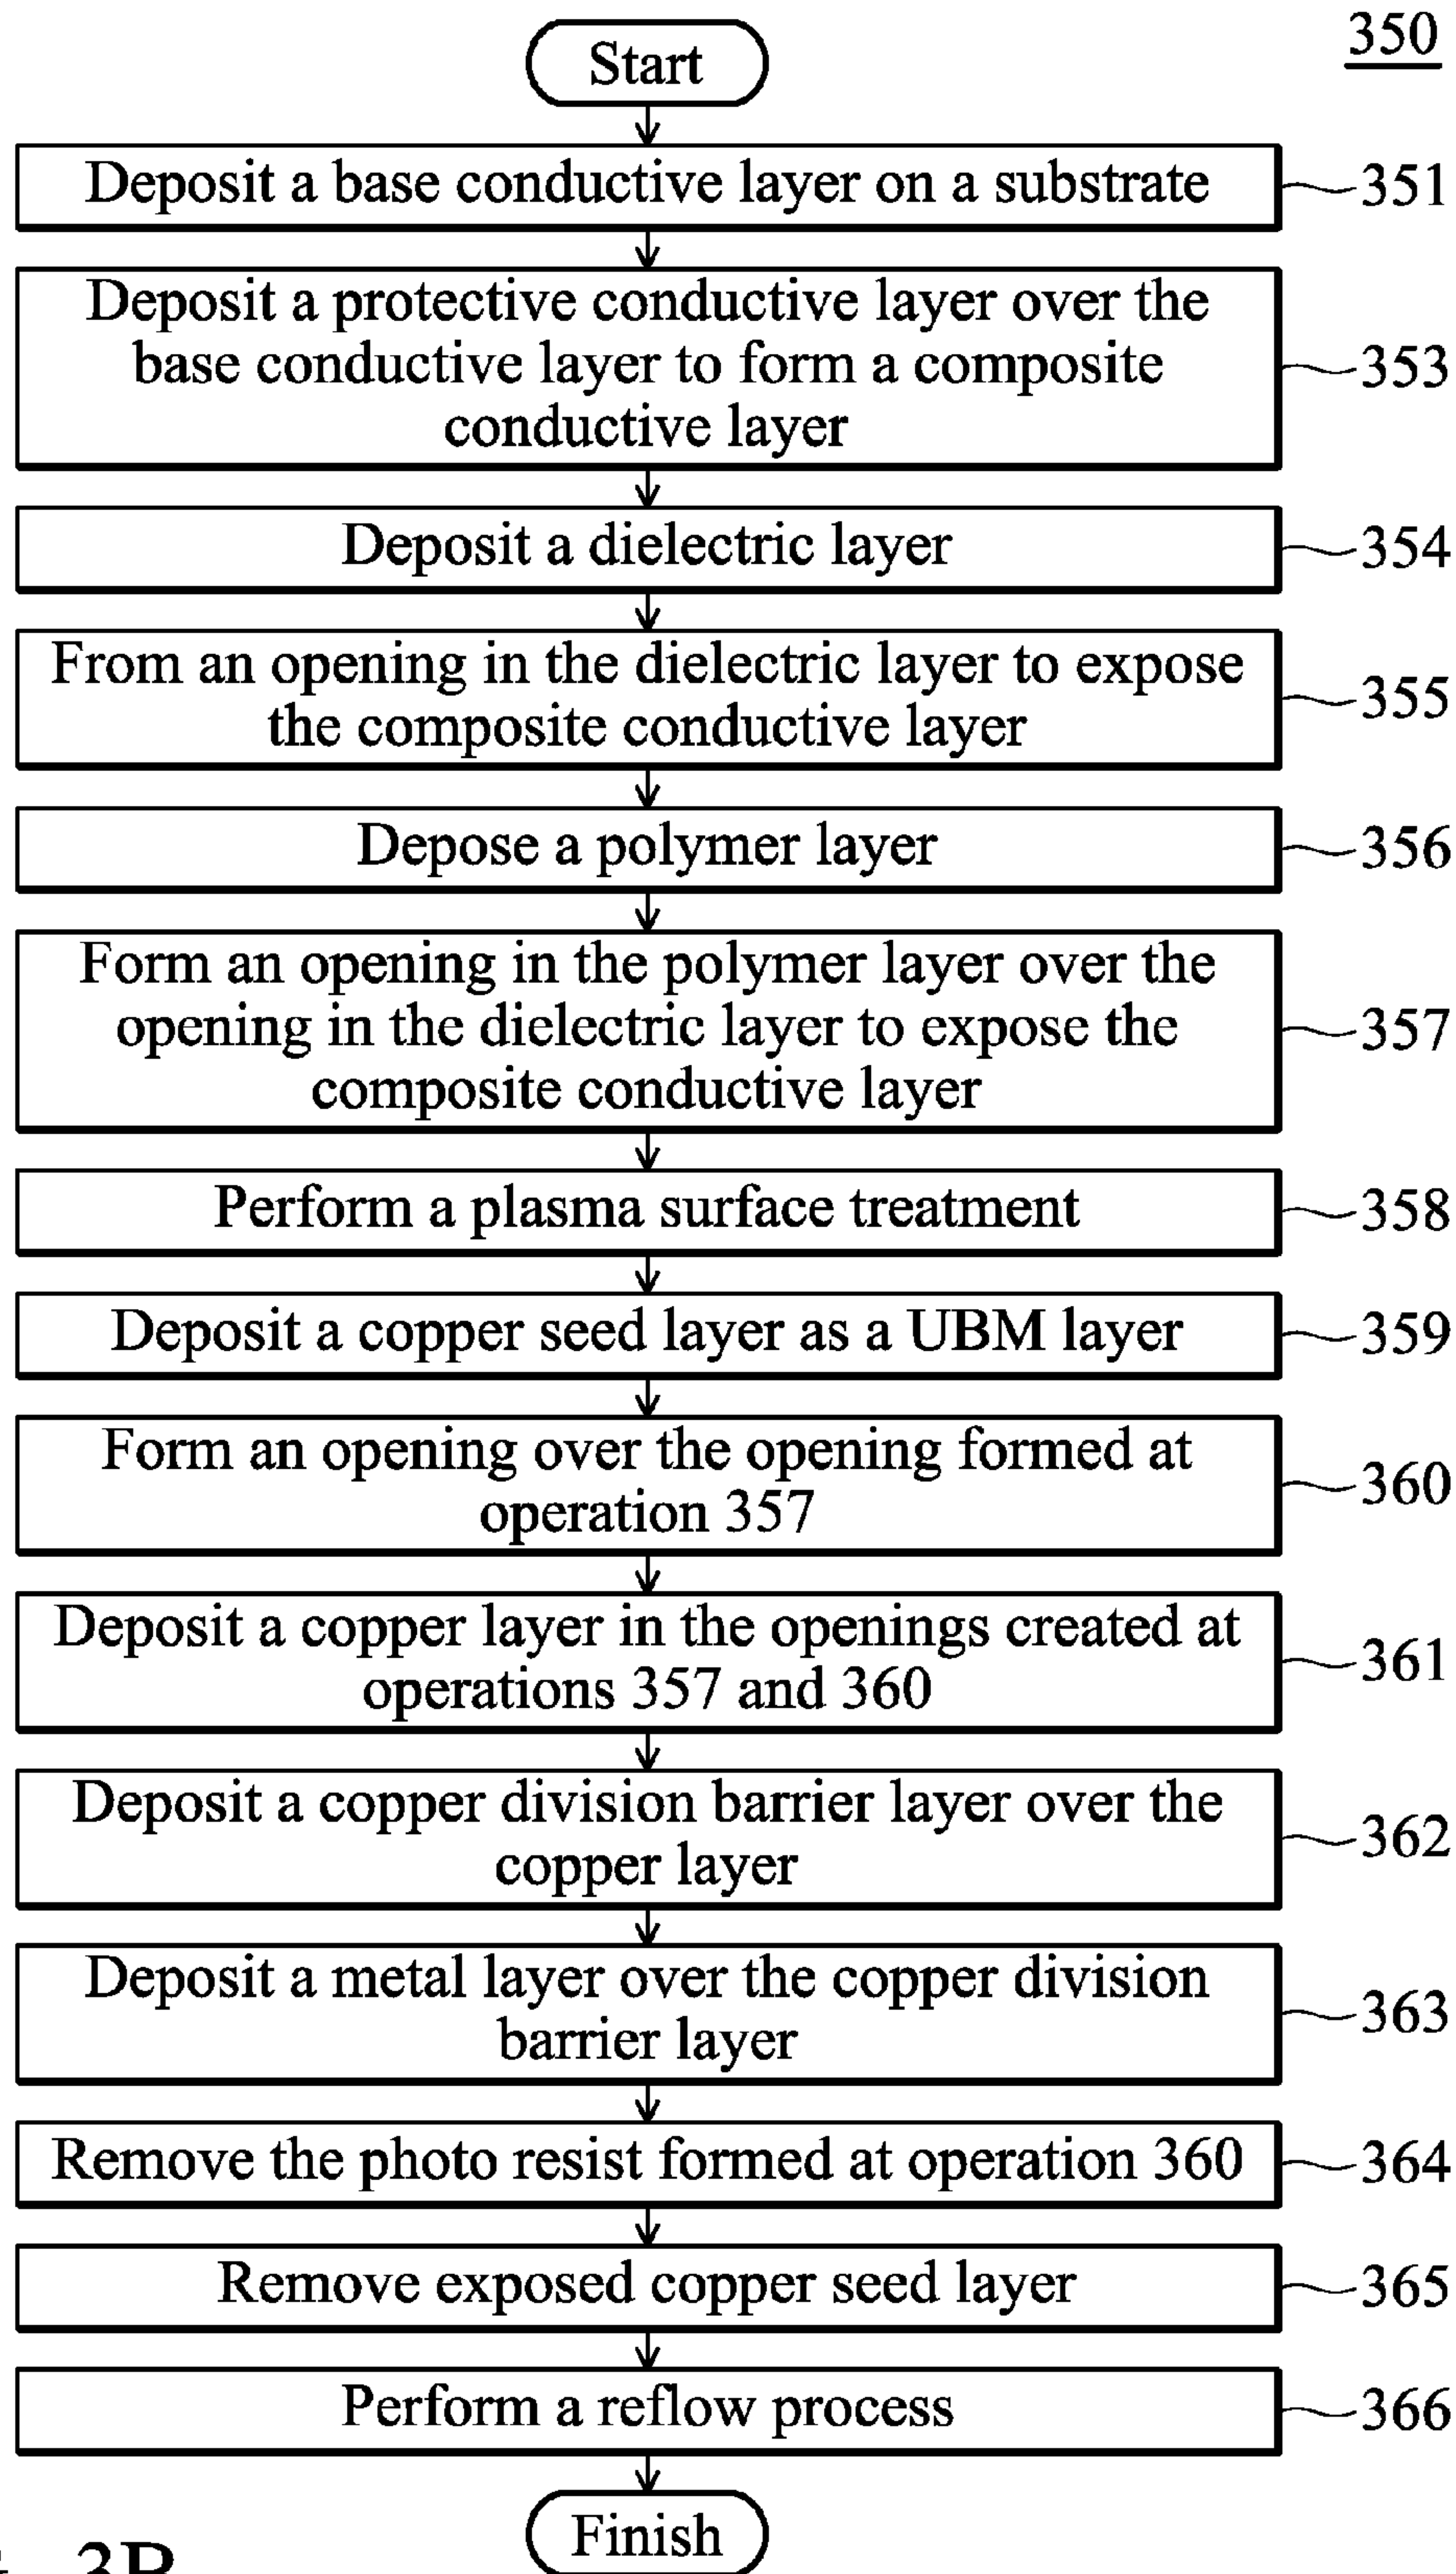 350
Start
Deposit a base conductive layer on a substrate
351
Deposit a protective conductive layer over the
base conductive layer to form a composite
conductive layer
353
Deposit a dielectric layer
354
From an opening in the dielectric layer to expose
the composite conductive layer
355
Depose a polymer layer
356
Form an opening in the polymer layer over the
opening in the dielectric layer to expose the
composite conductive layer
357
Perform a plasma surface treatment
358
Deposit a copper seed layer as a UBM layer
359
Form an opening over the opening formed at
operation 357
360
Deposit a copper layer in the openings created at
operations 357 and 360
361
Deposit a copper division barrier layer over the
copper layer
362
Deposit a metal layer over the copper division
barrier layer
363
Remove the photo resist formed at operation 360
364
Remove exposed copper seed layer
365
Perform a reflow process
366
Finish
3B